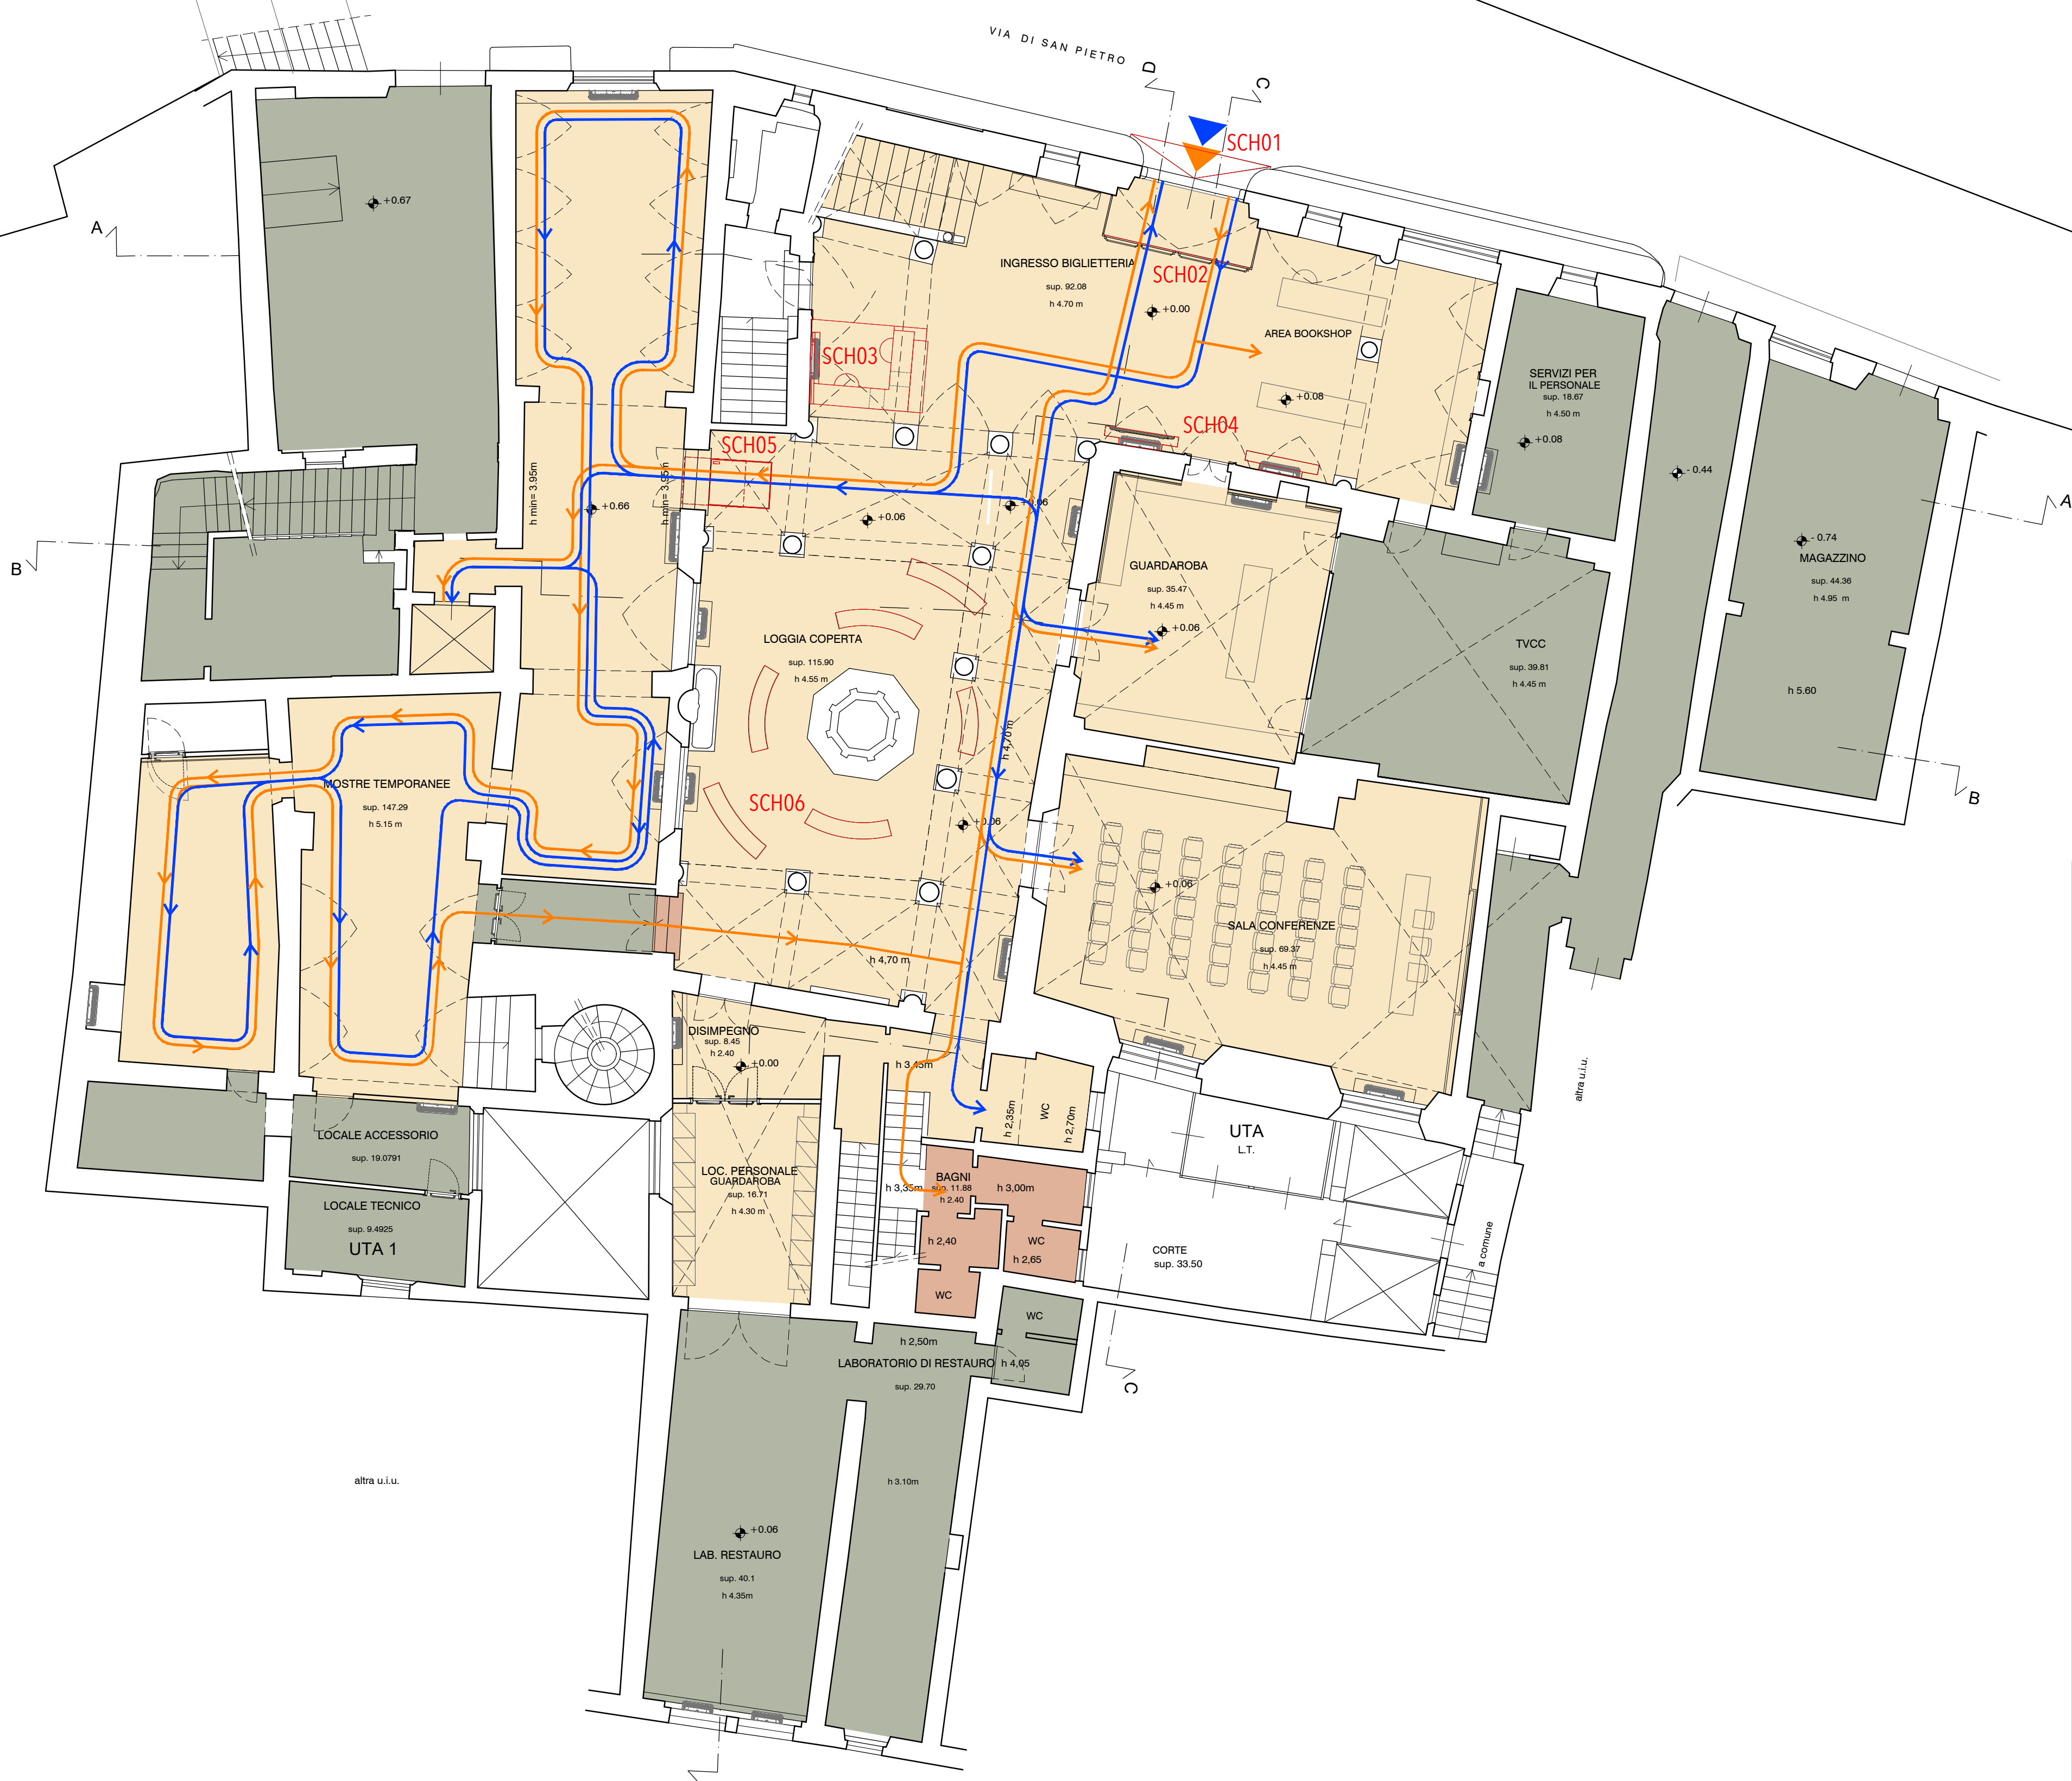 VIA DI SAN PIETRO
D
C
SCH01
+0.67
A
INGRESSO BIGLIETTERIA
sup. 92.08
h 4.70 m
SCH02
+0.00
AREA BOOKSHOP
SCH03
+0.08
SERVIZI PER
IL PERSONALE
sup. 18.67
h 4.50 m
+0.08
SCH04
SCH05
- 0.44
A
h min= 3.95m
h min= 3.95m
+0.66
+0.06
+0.06
- 0.74
MAGAZZINO
sup. 44.36
h 4.95 m
B
GUARDAROBA
sup. 35.47
h 4.45 m
+0.06
LOGGIA COPERTA
sup. 115.90
h 4.55 m
TVCC
sup. 39.81
h 4.45 m
h 5.60
h 4,70 m
MOSTRE TEMPORANEE
sup. 147.29
h 5.15 m
SCH06
B
+0.06
+0.06
SALA CONFERENZE
sup. 69.37
h 4.45 m
h 4,70 m
DISIMPEGNO
sup. 8.45
h 2.40
+0.00
h 3,45m
h 2,35m
WC
h 2,70m
altra u.i.u.
UTA
L.T.
LOCALE ACCESSORIO
sup. 19.0791
LOC. PERSONALE
GUARDAROBA
sup. 16.71
h 4.30 m
BAGNI
sup. 11.88
h 2.40
h 3,35m
h 3,00m
LOCALE TECNICO
sup. 9.4925
UTA 1
h 2,40
WC
h 2,65
CORTE
sup. 33.50
a comune
WC
WC
h 2,50m
LABORATORIO DI RESTAURO
h 4,05
sup. 29.70
C
altra u.i.u.
h 3.10m
+0.06
LAB. RESTAURO
sup. 40.1
h 4.35m